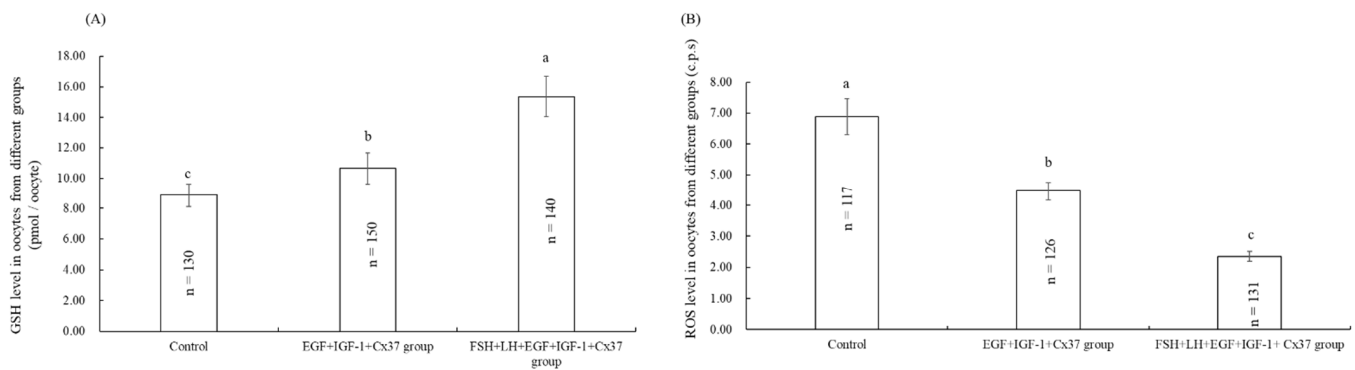 (A)
GSH level in oocytes from different groups
(pmol / oocyte)
18.00
16.00
14.00
12.00
10.00
8.00
6.00
4.00
2.00
0.00
c
b
a
n = 130
n = 150
n = 140
Control
EGF+IGF-1+Cx37 group
FSH+LH+EGF+IGF-1+Cx37
group
(B)
ROS level in oocytes from different groups (c.p.s)
8.00
7.00
6.00
5.00
4.00
3.00
2.00
1.00
0.00
a
b
c
n = 117
n = 126
n = 131
Control
EGF+IGF-1+Cx37 group
FSH+LH+EGF+IGF-1+ Cx37 group